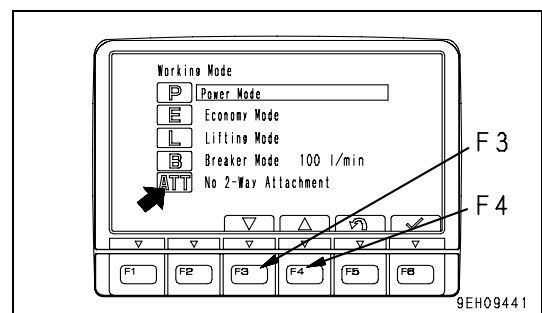 Working Mode
P Power Mode
E Economy Mode
L Lifting Mode
B Breaker Mode 100 l/min
ATT No 2-Way Attachment
F3
F4
F1 F2 F3 F4 F5 F6
9EH09441